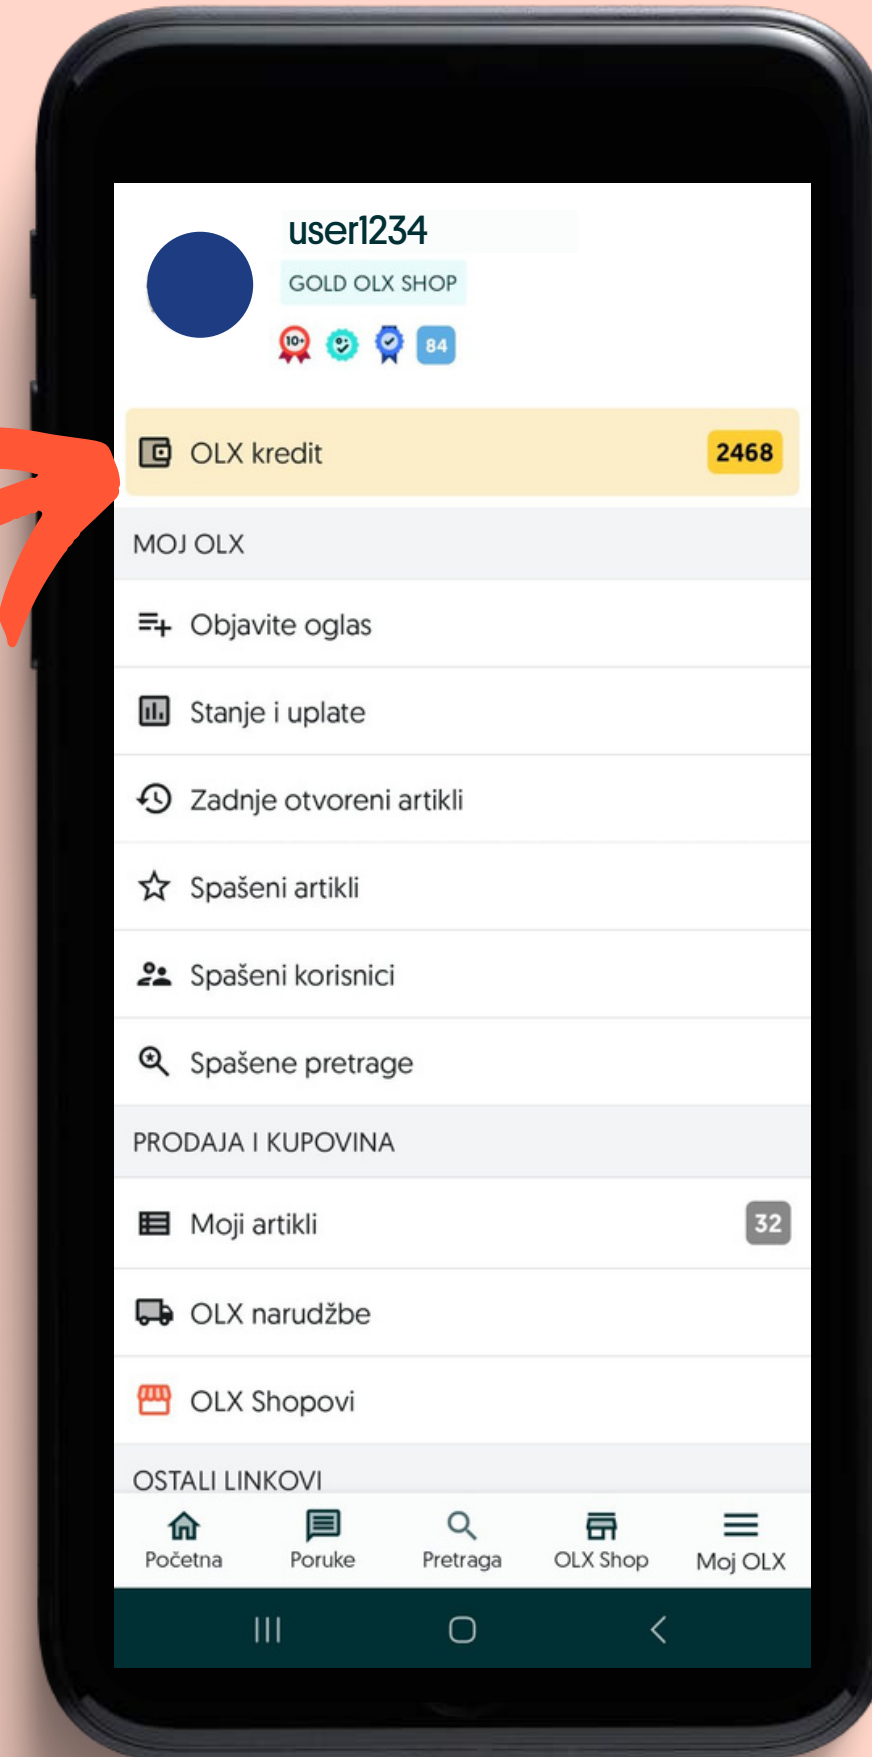 user1234
GOLD OLX SHOP
10+
84
OLX kredit
2468
MOJ OLX
Objavite oglas
Stanje i uplate
Zadnje otvoreni artikli
Spašeni artikli
Spašeni korisnici
Spašene pretrage
PRODAJA I KUPOVINA
Moji artikli
32
OLX narudžbe
OLX Shopovi
OSTALI LINKOVI
Početna
Poruke
Pretraga
OLX Shop
Moj OLX